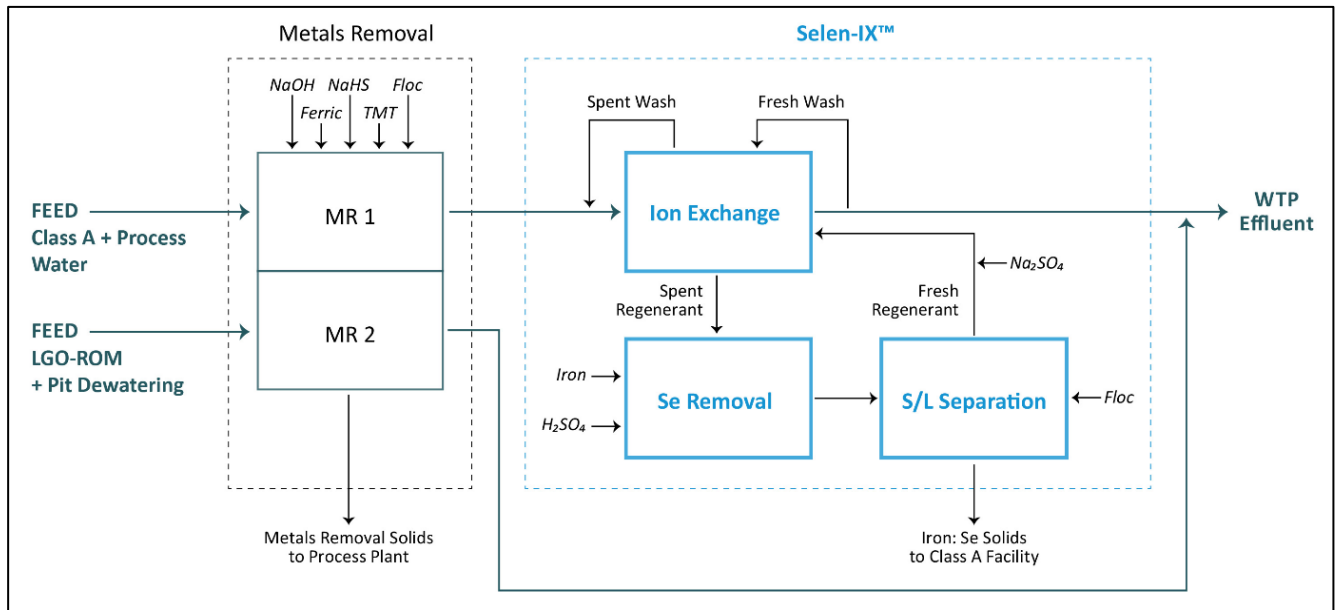 Metals Removal
Selen-IX™
NaOH
NaHS
Floc
Ferric
TMT
Spent Wash
Fresh Wash
FEED
Class A + Process
Water
MR 1
Ion Exchange
WTP
Effluent
Na₂SO₄
Spent
Regenerant
Fresh
Regenerant
FEED
LGO-ROM
+ Pit Dewatering
MR 2
Iron
H₂SO₄
Se Removal
S/L Separation
Floc
Metals Removal Solids
to Process Plant
Iron: Se Solids
to Class A Facility